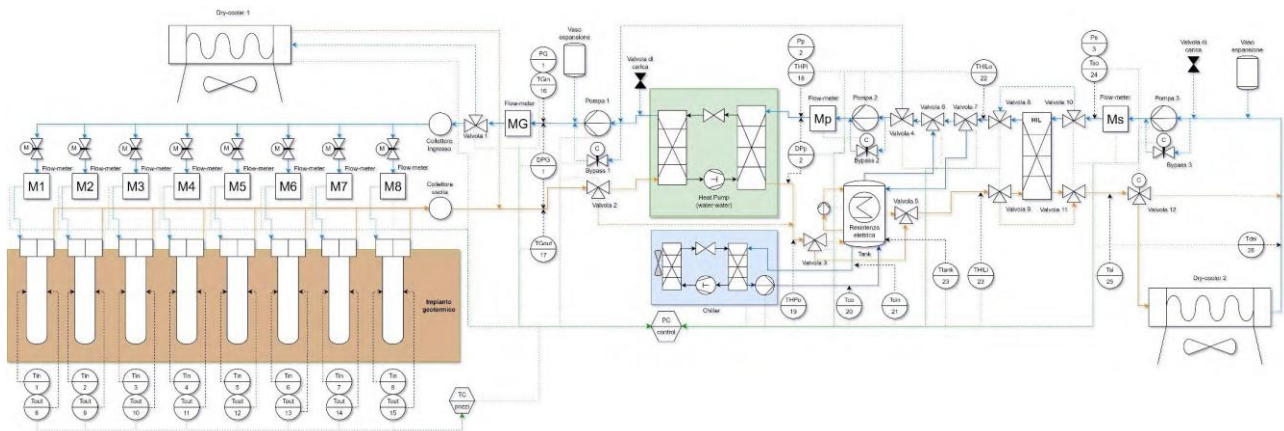 Dry-cooler 1
Vaso
espansione
PG
1
TGin
16
Valvola di
carica
Flow-meter
MG
Pompa 1
Valvola 1
Collettore
ingresso
C
Bypass 1
DPG
1
Valvola 2
TGout
17
Collettore
uscita
M
M
M
M
M
M
M
M
Flow-meter
Flow-meter
Flow-meter
Flow-meter
Flow-meter
Flow-meter
Flow-meter
Flow-meter
M1
M2
M3
M4
M5
M6
M7
M8
Impianto
geotermico
Tin
1
Tin
2
Tin
3
Tin
4
Tin
5
Tin
6
Tin
7
Tin
8
Tout
8
Tout
9
Tout
10
Tout
11
Tout
12
Tout
13
Tout
14
Tout
15
TC
pozzi
PC
control
Heat Pump
(water-water)
Chiller
Pp
2
THPi
18
Flow-meter
Mp
Pompa 2
C
Bypass 2
DPp
2
Valvola 4
Valvola 6
Valvola 7
THILo
22
Valvola 8
HIL
Valvola 10
Resistenza
elettrica
Tank
Valvola 3
Valvola 5
Valvola 9
Valvola 11
THPo
19
Tco
20
Tcin
21
Ttank
23
THILi
23
Tsi
25
Ps
3
Tso
24
Flow-meter
Ms
Pompa 3
C
Bypass 3
Valvola di
carica
Vaso
espansione
C
Valvola 12
Tdsi
26
Dry-cooler 2